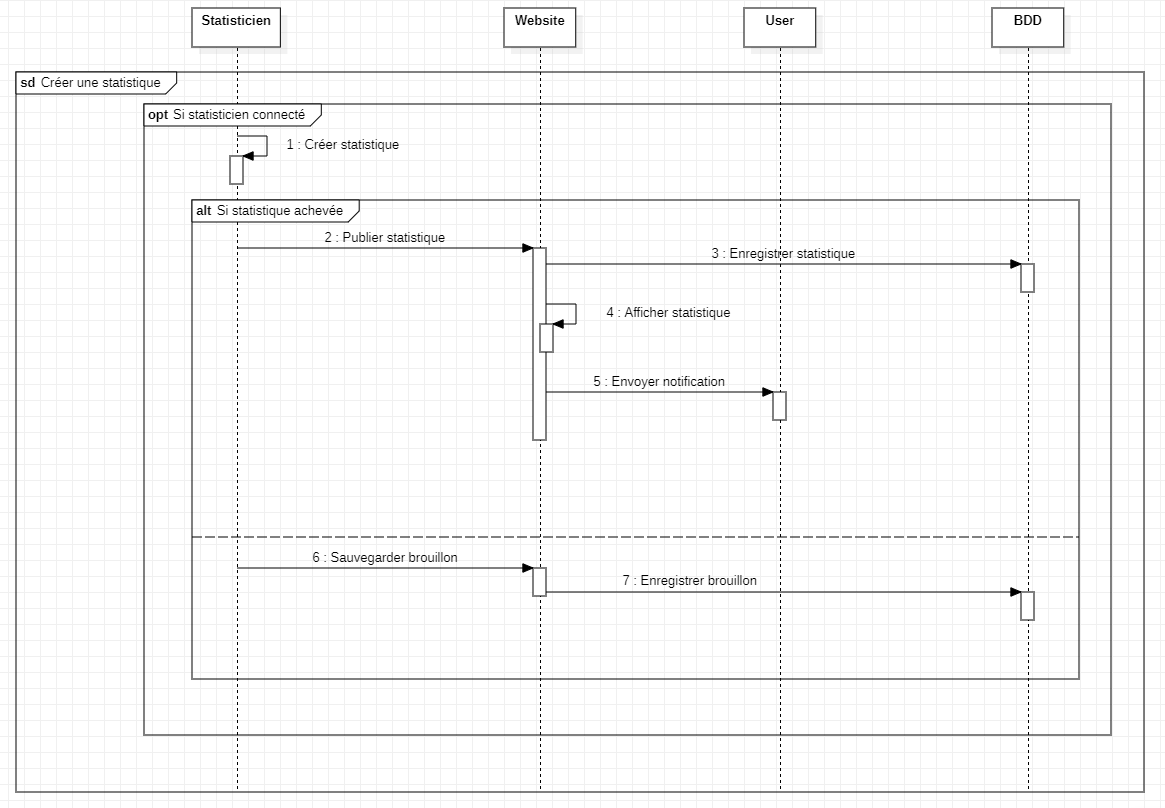 Statisticien
Website
User
BDD
sd Créer une statistique
opt Si statisticien connecté
1 : Créer statistique
alt Si statistique achevée
2 : Publier statistique
3 : Enregistrer statistique
4 : Afficher statistique
5 : Envoyer notification
6 : Sauvegarder brouillon
7 : Enregistrer brouillon